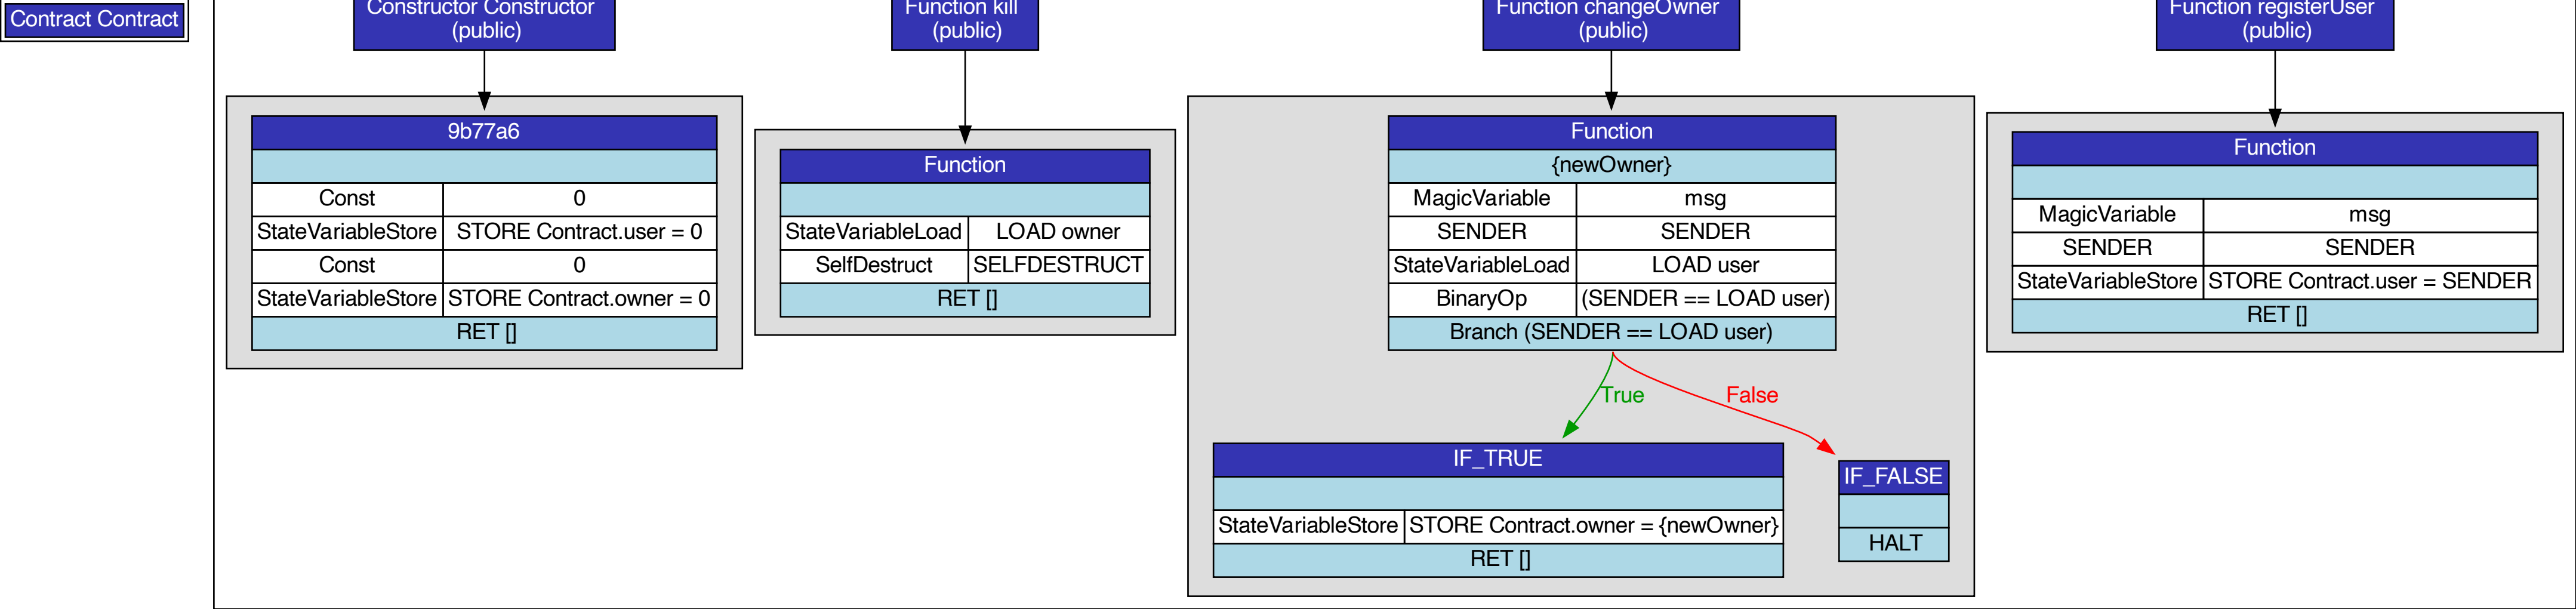 Contract Contract
Constructor Constructor
(public)
9b77a6
Const 0
StateVariableStore STORE Contract.user = 0
Const 0
StateVariableStore STORE Contract.owner = 0
RET []
Function kill
(public)
Function
StateVariableLoad LOAD owner
SelfDestruct SELFDESTRUCT
RET []
Function changeOwner
(public)
Function
{newOwner}
MagicVariable msg
SENDER SENDER
StateVariableLoad LOAD user
BinaryOp (SENDER == LOAD user)
Branch (SENDER == LOAD user)
True
False
IF_TRUE
StateVariableStore STORE Contract.owner = {newOwner}
RET []
IF_FALSE
HALT
Function registerUser
(public)
Function
MagicVariable msg
SENDER SENDER
StateVariableStore STORE Contract.user = SENDER
RET []